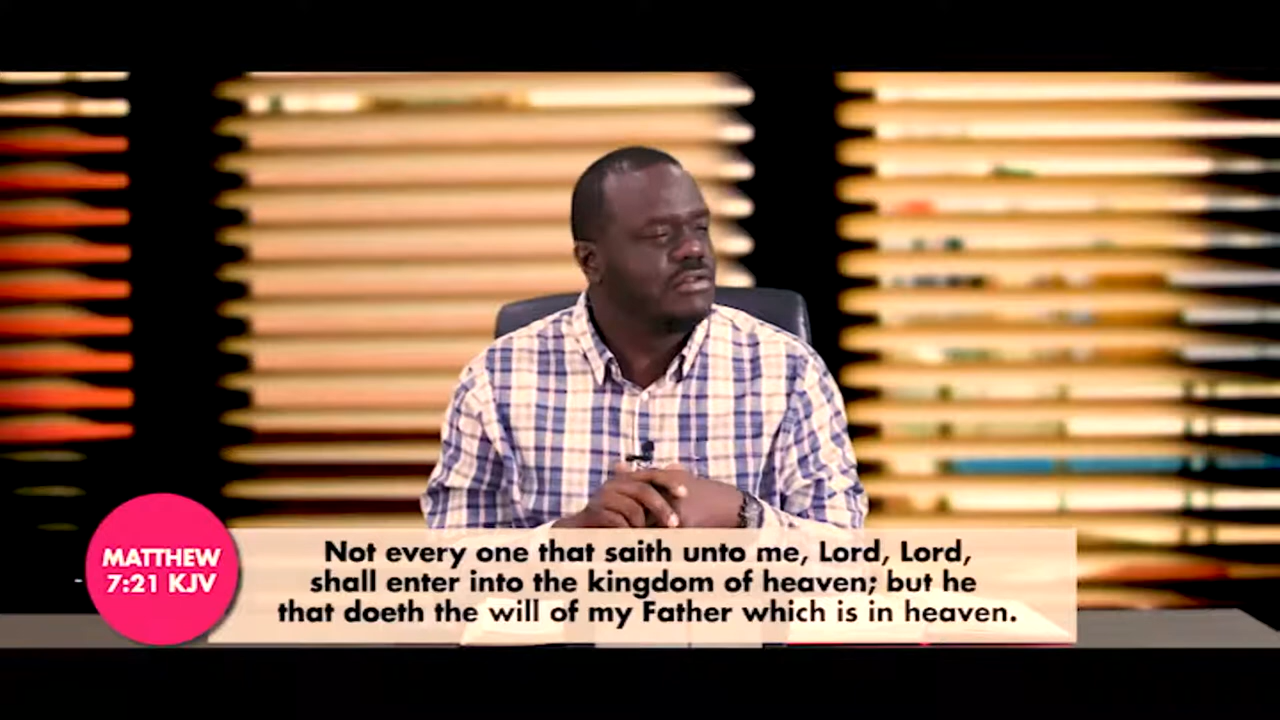 MATTHEW
7:21 KJV
Not every one that saith unto me, Lord, Lord,
shall enter into the kingdom of heaven; but he
that doeth the will of my Father which is in heaven.